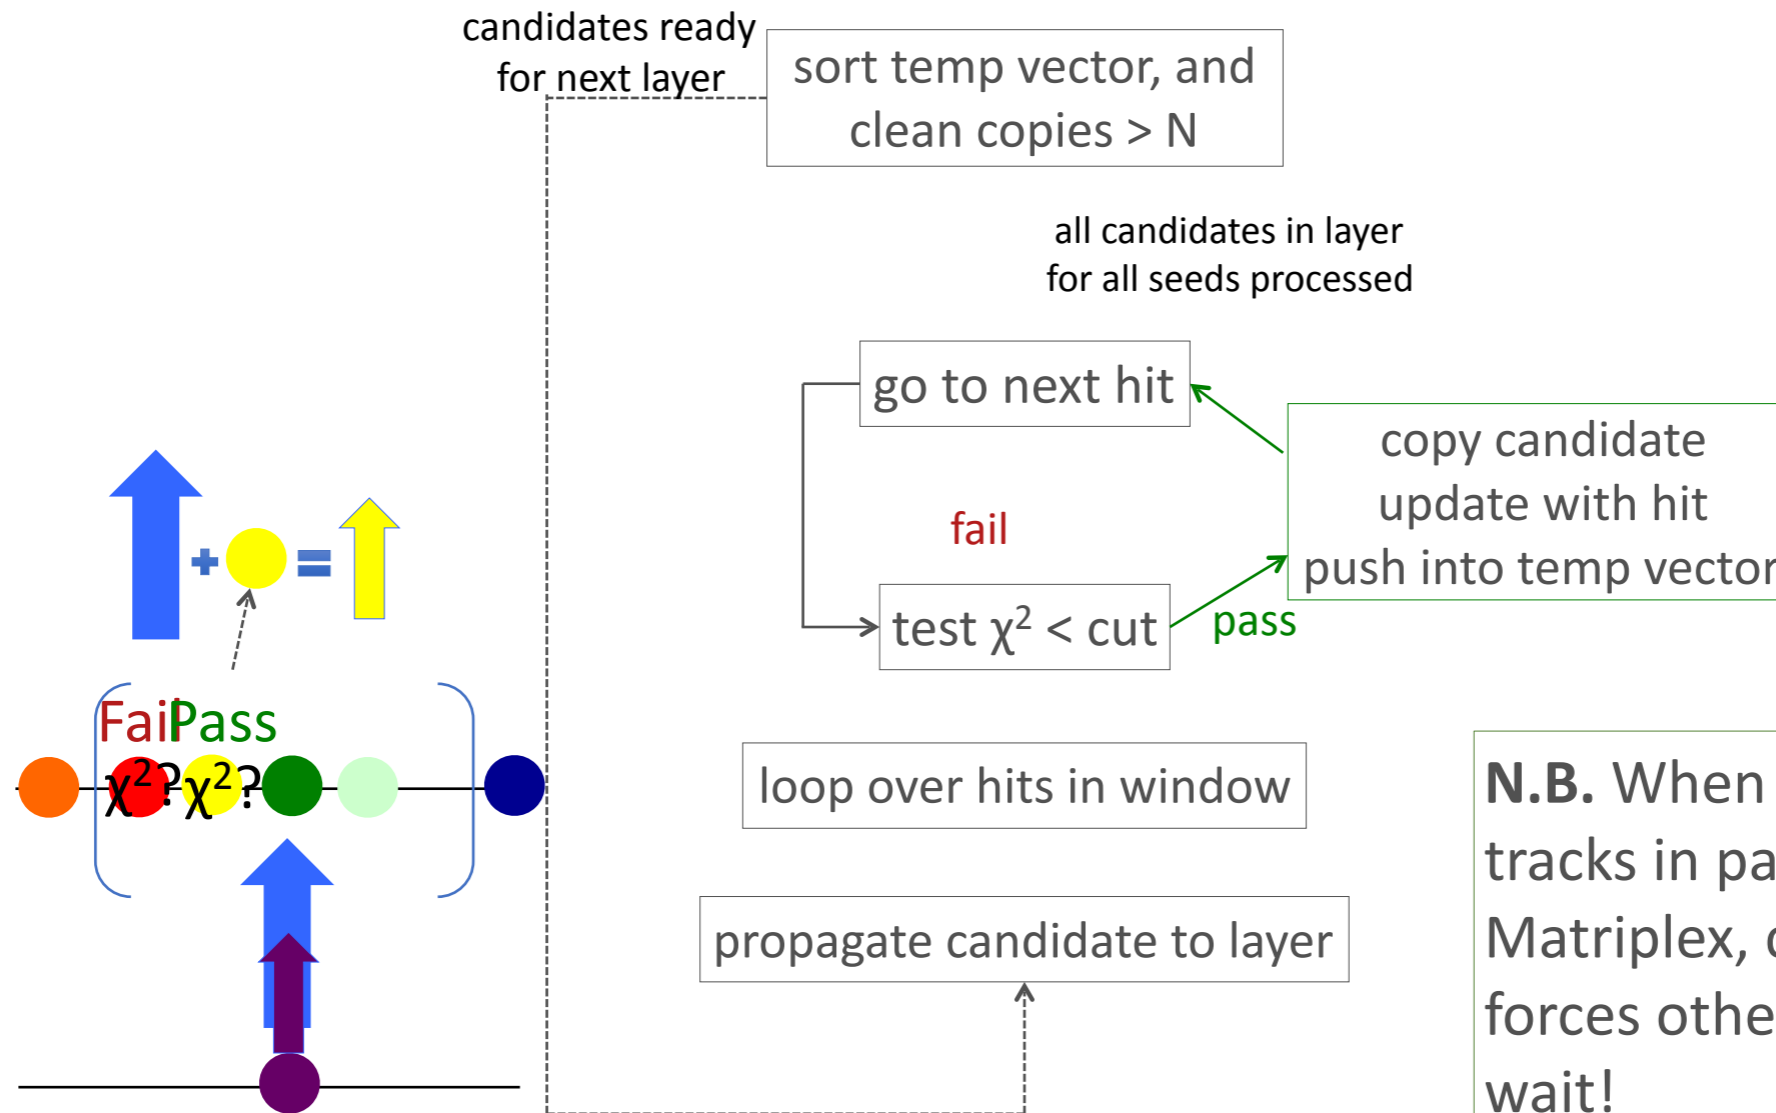 candidates ready
for next layer
sort temp vector, and
clean copies > N
all candidates in layer
for all seeds processed
go to next hit
copy candidate
update with hit
push into temp vector
fail
test χ² < cut
pass
+ =
Fail Pass
χ²? χ²?
loop over hits in window
propagate candidate to layer
N.B. When
tracks in pa
Matriplex, c
forces othe
wait!